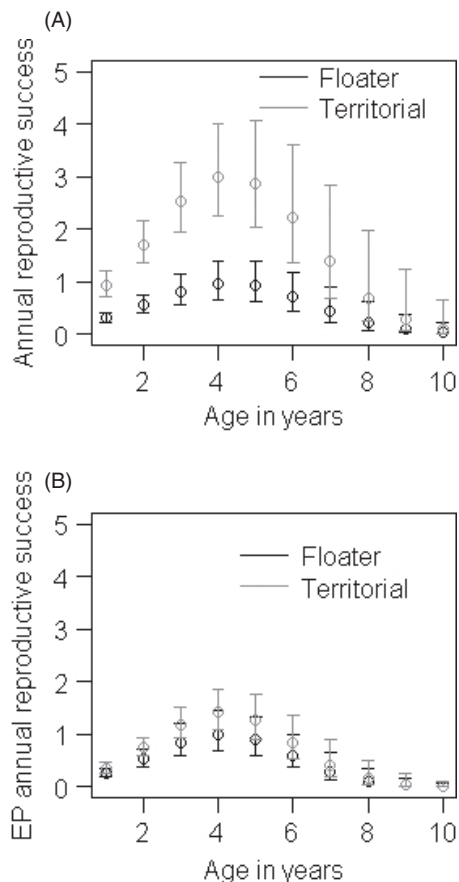 (A)
Annual reproductive success
5
4
3
2
1
0
Floater
Territorial
2 4 6 8 10
Age in years
(B)
EP annual reproductive success
5
4
3
2
1
0
Floater
Territorial
2 4 6 8 10
Age in years